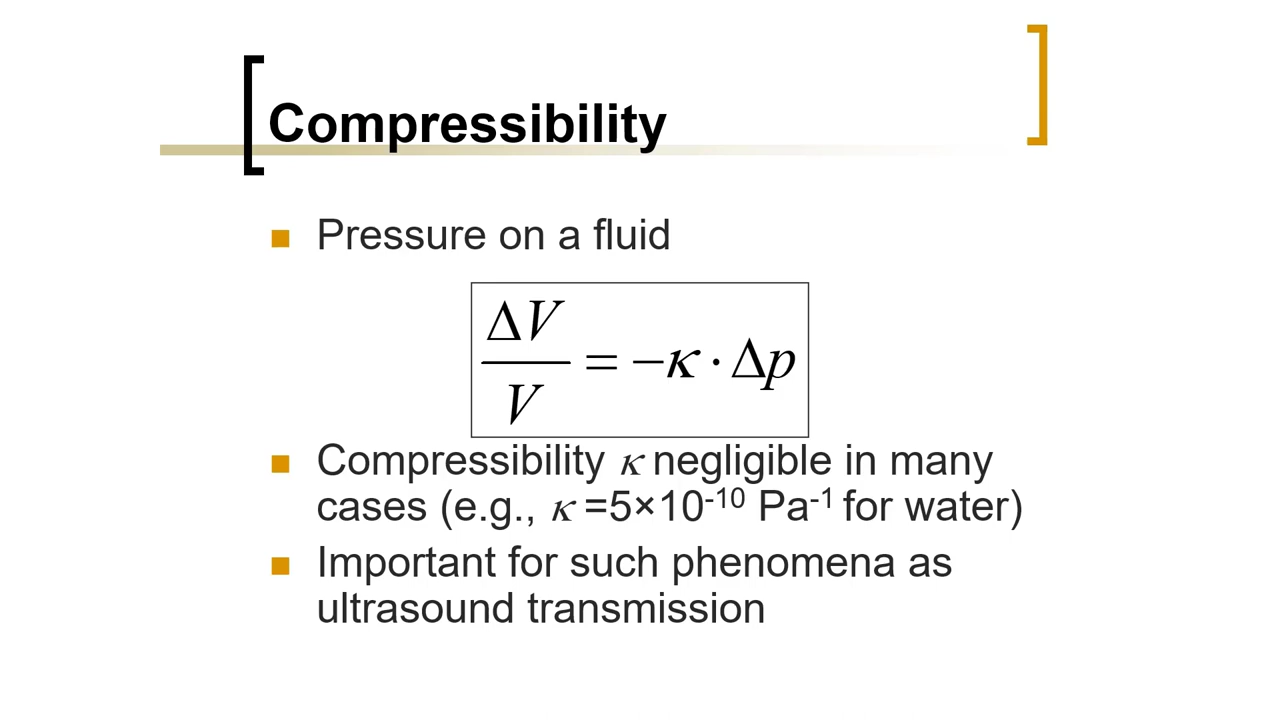 Compressibility
Pressure on a fluid
ΔV/V = −κ · Δp
Compressibility κ negligible in many
cases (e.g., κ =5×10⁻¹⁰ Pa⁻¹ for water)
Important for such phenomena as
ultrasound transmission